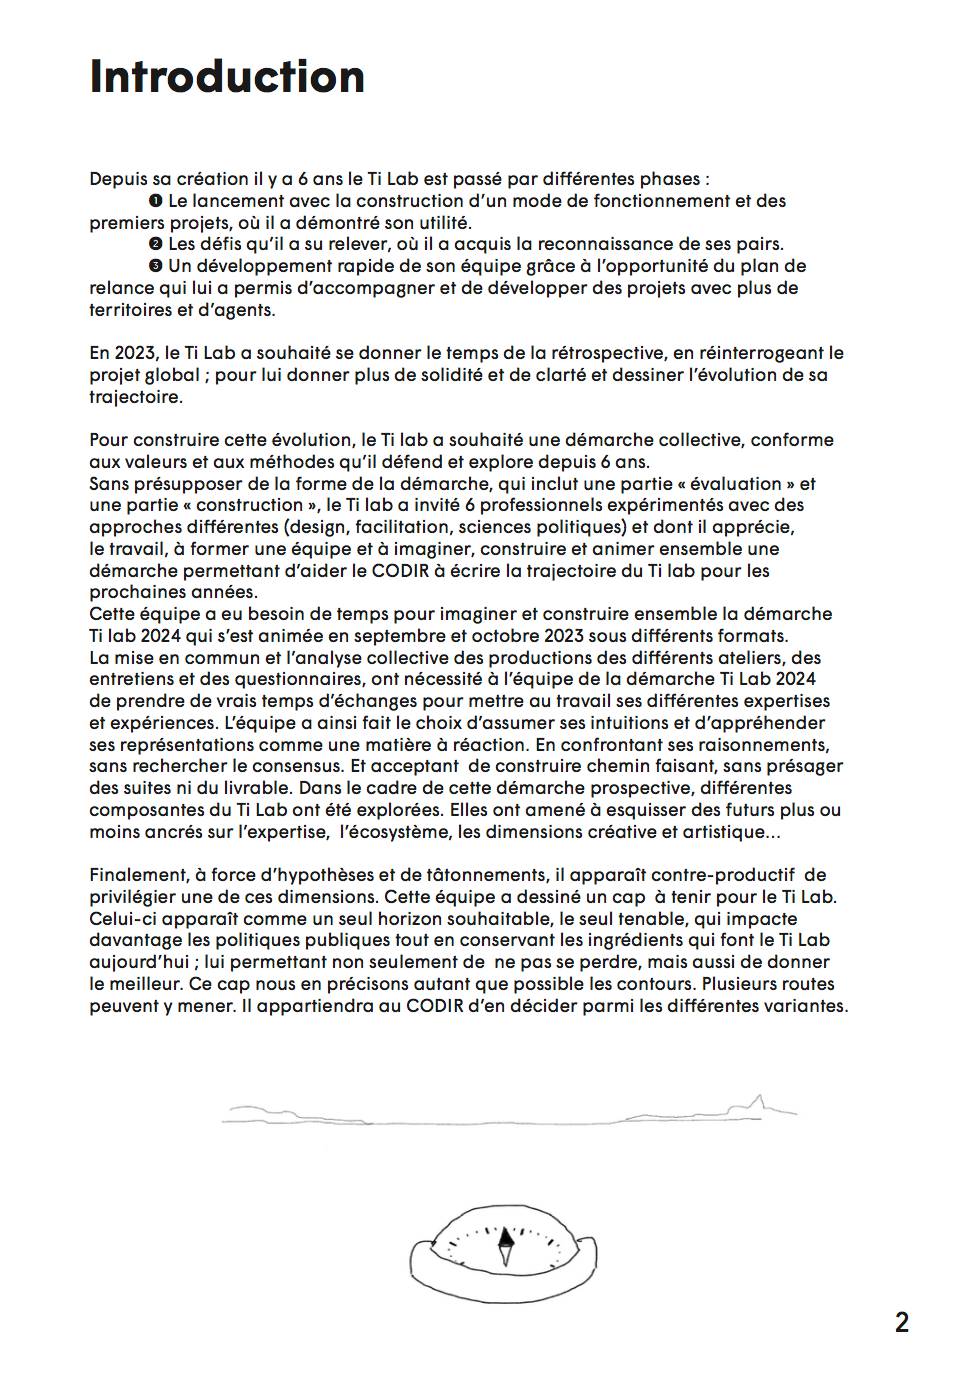 Introduction
Depuis sa création il y a 6 ans le Ti Lab est passé par différentes phases :
❶ Le lancement avec la construction d’un mode de fonctionnement et des
premiers projets, où il a démontré son utilité.
❷ Les défis qu’il a su relever, où il a acquis la reconnaissance de ses pairs.
❸ Un développement rapide de son équipe grâce à l’opportunité du plan de
relance qui lui a permis d’accompagner et de développer des projets avec plus de
territoires et d’agents.
En 2023, le Ti Lab a souhaité se donner le temps de la rétrospective, en réinterrogeant le
projet global ; pour lui donner plus de solidité et de clarté et dessiner l’évolution de sa
trajectoire.
Pour construire cette évolution, le Ti lab a souhaité une démarche collective, conforme
aux valeurs et aux méthodes qu’il défend et explore depuis 6 ans.
Sans présupposer de la forme de la démarche, qui inclut une partie « évaluation » et
une partie « construction », le Ti lab a invité 6 professionnels expérimentés avec des
approches différentes (design, facilitation, sciences politiques) et dont il apprécie,
le travail, à former une équipe et à imaginer, construire et animer ensemble une
démarche permettant d’aider le CODIR à écrire la trajectoire du Ti lab pour les
prochaines années.
Cette équipe a eu besoin de temps pour imaginer et construire ensemble la démarche
Ti lab 2024 qui s’est animée en septembre et octobre 2023 sous différents formats.
La mise en commun et l’analyse collective des productions des différents ateliers, des
entretiens et des questionnaires, ont nécessité à l’équipe de la démarche Ti Lab 2024
de prendre de vrais temps d’échanges pour mettre au travail ses différentes expertises
et expériences. L’équipe a ainsi fait le choix d’assumer ses intuitions et d’appréhender
ses représentations comme une matière à réaction. En confrontant ses raisonnements,
sans rechercher le consensus. Et acceptant de construire chemin faisant, sans présager
des suites ni du livrable. Dans le cadre de cette démarche prospective, différentes
composantes du Ti Lab ont été explorées. Elles ont amené à esquisser des futurs plus ou
moins ancrés sur l’expertise, l’écosystème, les dimensions créative et artistique...
Finalement, à force d’hypothèses et de tâtonnements, il apparaît contre-productif de
privilégier une de ces dimensions. Cette équipe a dessiné un cap à tenir pour le Ti Lab.
Celui-ci apparaît comme un seul horizon souhaitable, le seul tenable, qui impacte
davantage les politiques publiques tout en conservant les ingrédients qui font le Ti Lab
aujourd’hui ; lui permettant non seulement de ne pas se perdre, mais aussi de donner
le meilleur. Ce cap nous en précisons autant que possible les contours. Plusieurs routes
peuvent y mener. Il appartiendra au CODIR d’en décider parmi les différentes variantes.
2